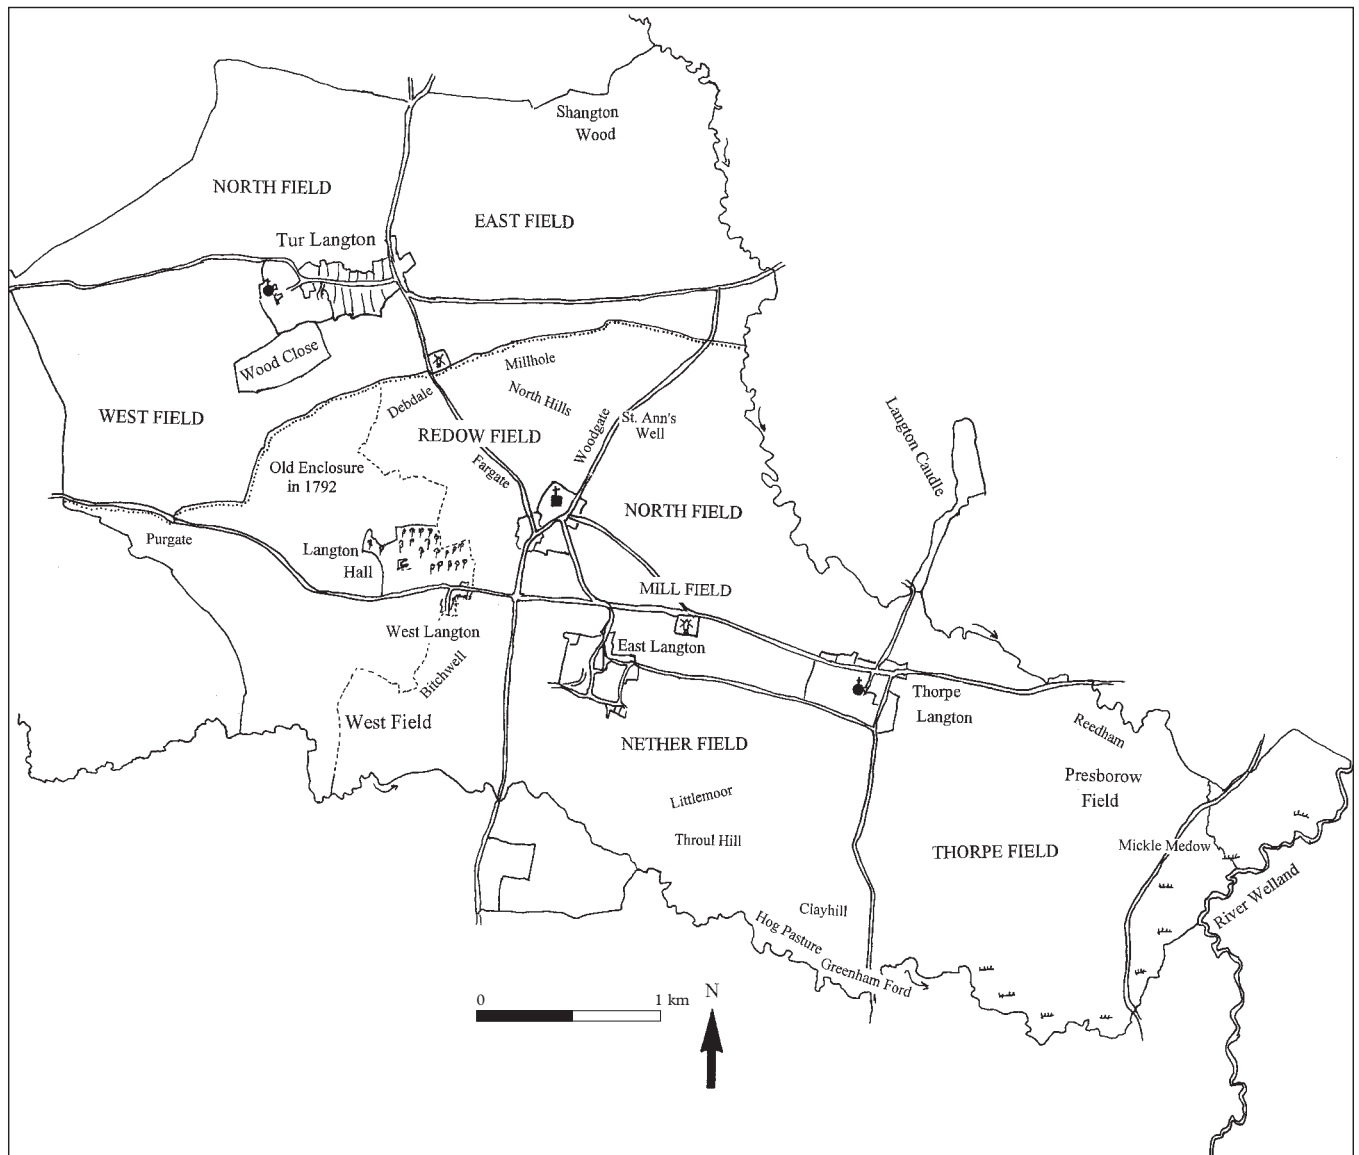 Shangton
Wood
NORTH FIELD
EAST FIELD
Tur Langton
Wood Close
Millhole
Debdale
North Hills
WEST FIELD
REDOW FIELD
Woodgate
St. Ann's
Well
Langton Caudle
Old Enclosure
in 1792
Fargate
NORTH FIELD
Purgate
Langton
Hall
MILL FIELD
West Langton
East Langton
Bitchwell
Thorpe
Langton
West Field
NETHER FIELD
Reedham
Presborow
Field
Littlemoor
Throul Hill
THORPE FIELD
Mickle Medow
River Welland
Clayhill
Hog Pasture
Greenham Ford
0
1 km
N